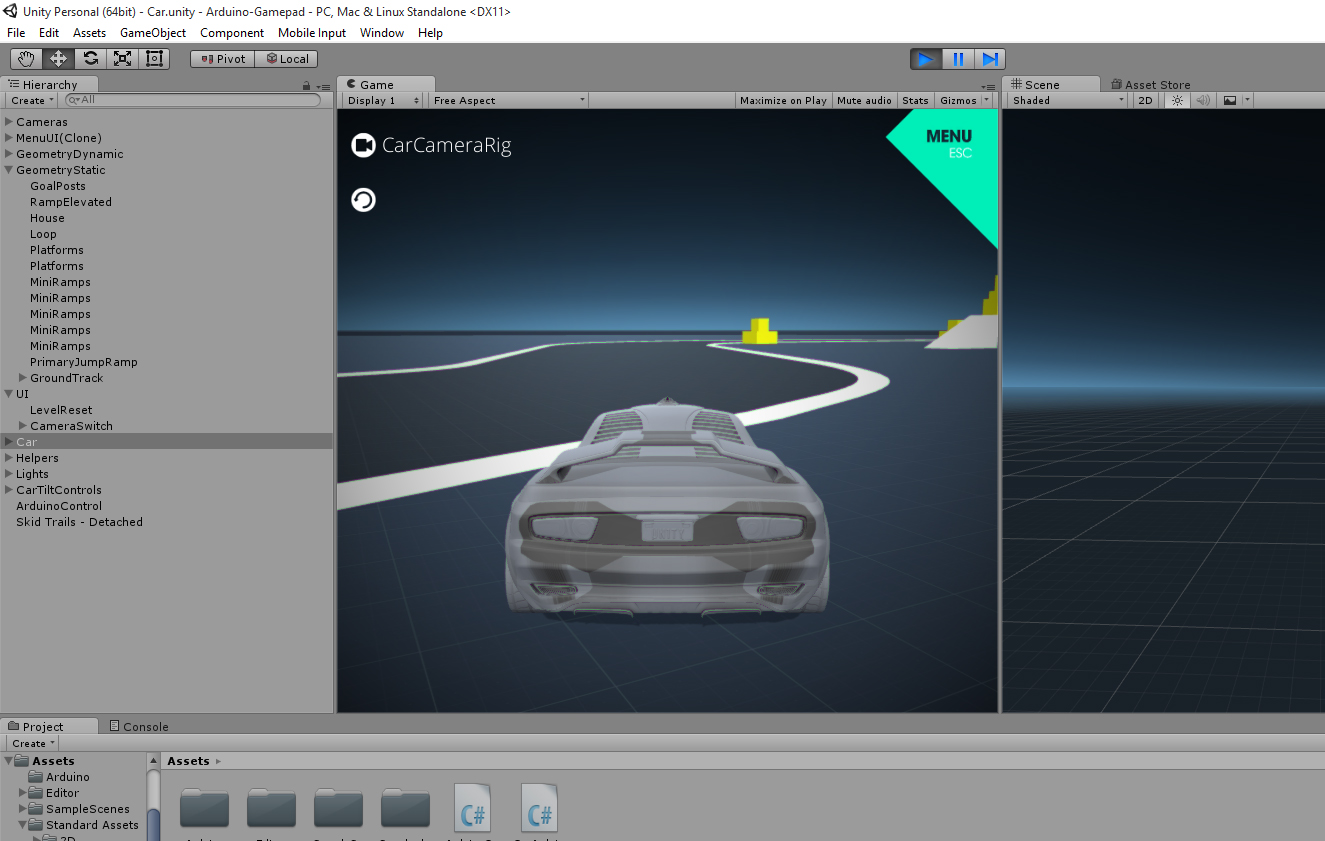 Unity Personal (64bit) - Car.unity - Arduino-Gamepad - PC, Mac & Linux Standalone <DX11>
File Edit Assets GameObject Component Mobile Input Window Help
Pivot Local
Hierarchy
Create All
Cameras
MenuUI(Clone)
GeometryDynamic
GeometryStatic
GoalPosts
RampElevated
House
Loop
Platforms
Platforms
MiniRamps
MiniRamps
MiniRamps
MiniRamps
MiniRamps
PrimaryJumpRamp
GroundTrack
UI
LevelReset
CameraSwitch
Car
Helpers
Lights
CarTiltControls
ArduinoControl
Skid Trails - Detached
Game
Display 1 Free Aspect Maximize on Play Mute audio Stats Gizmos
CarCameraRig
MENU
ESC
Scene Asset Store
Shaded 2D
Project Console
Create
Assets
Arduino
Editor
SampleScenes
Standard Assets
2D
Assets
C# C#